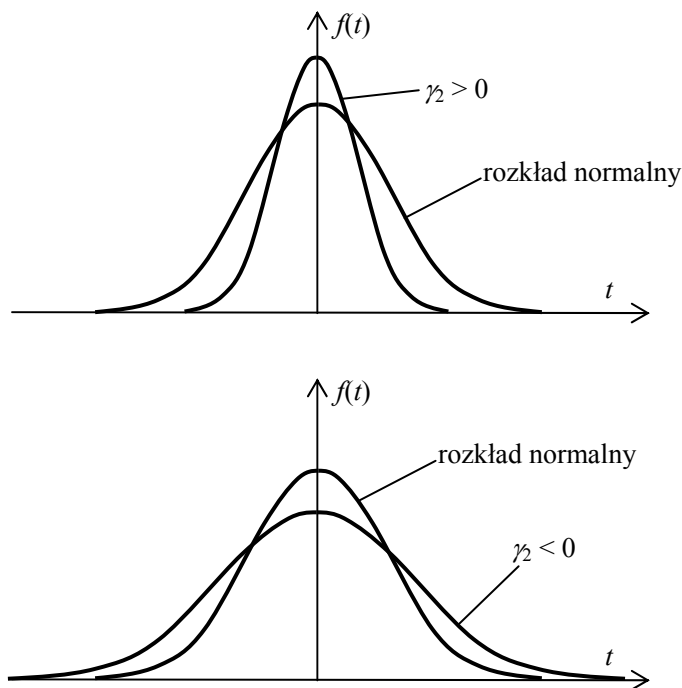 f(t)
γ₂ > 0
rozkład normalny
t
f(t)
rozkład normalny
γ₂ < 0
t